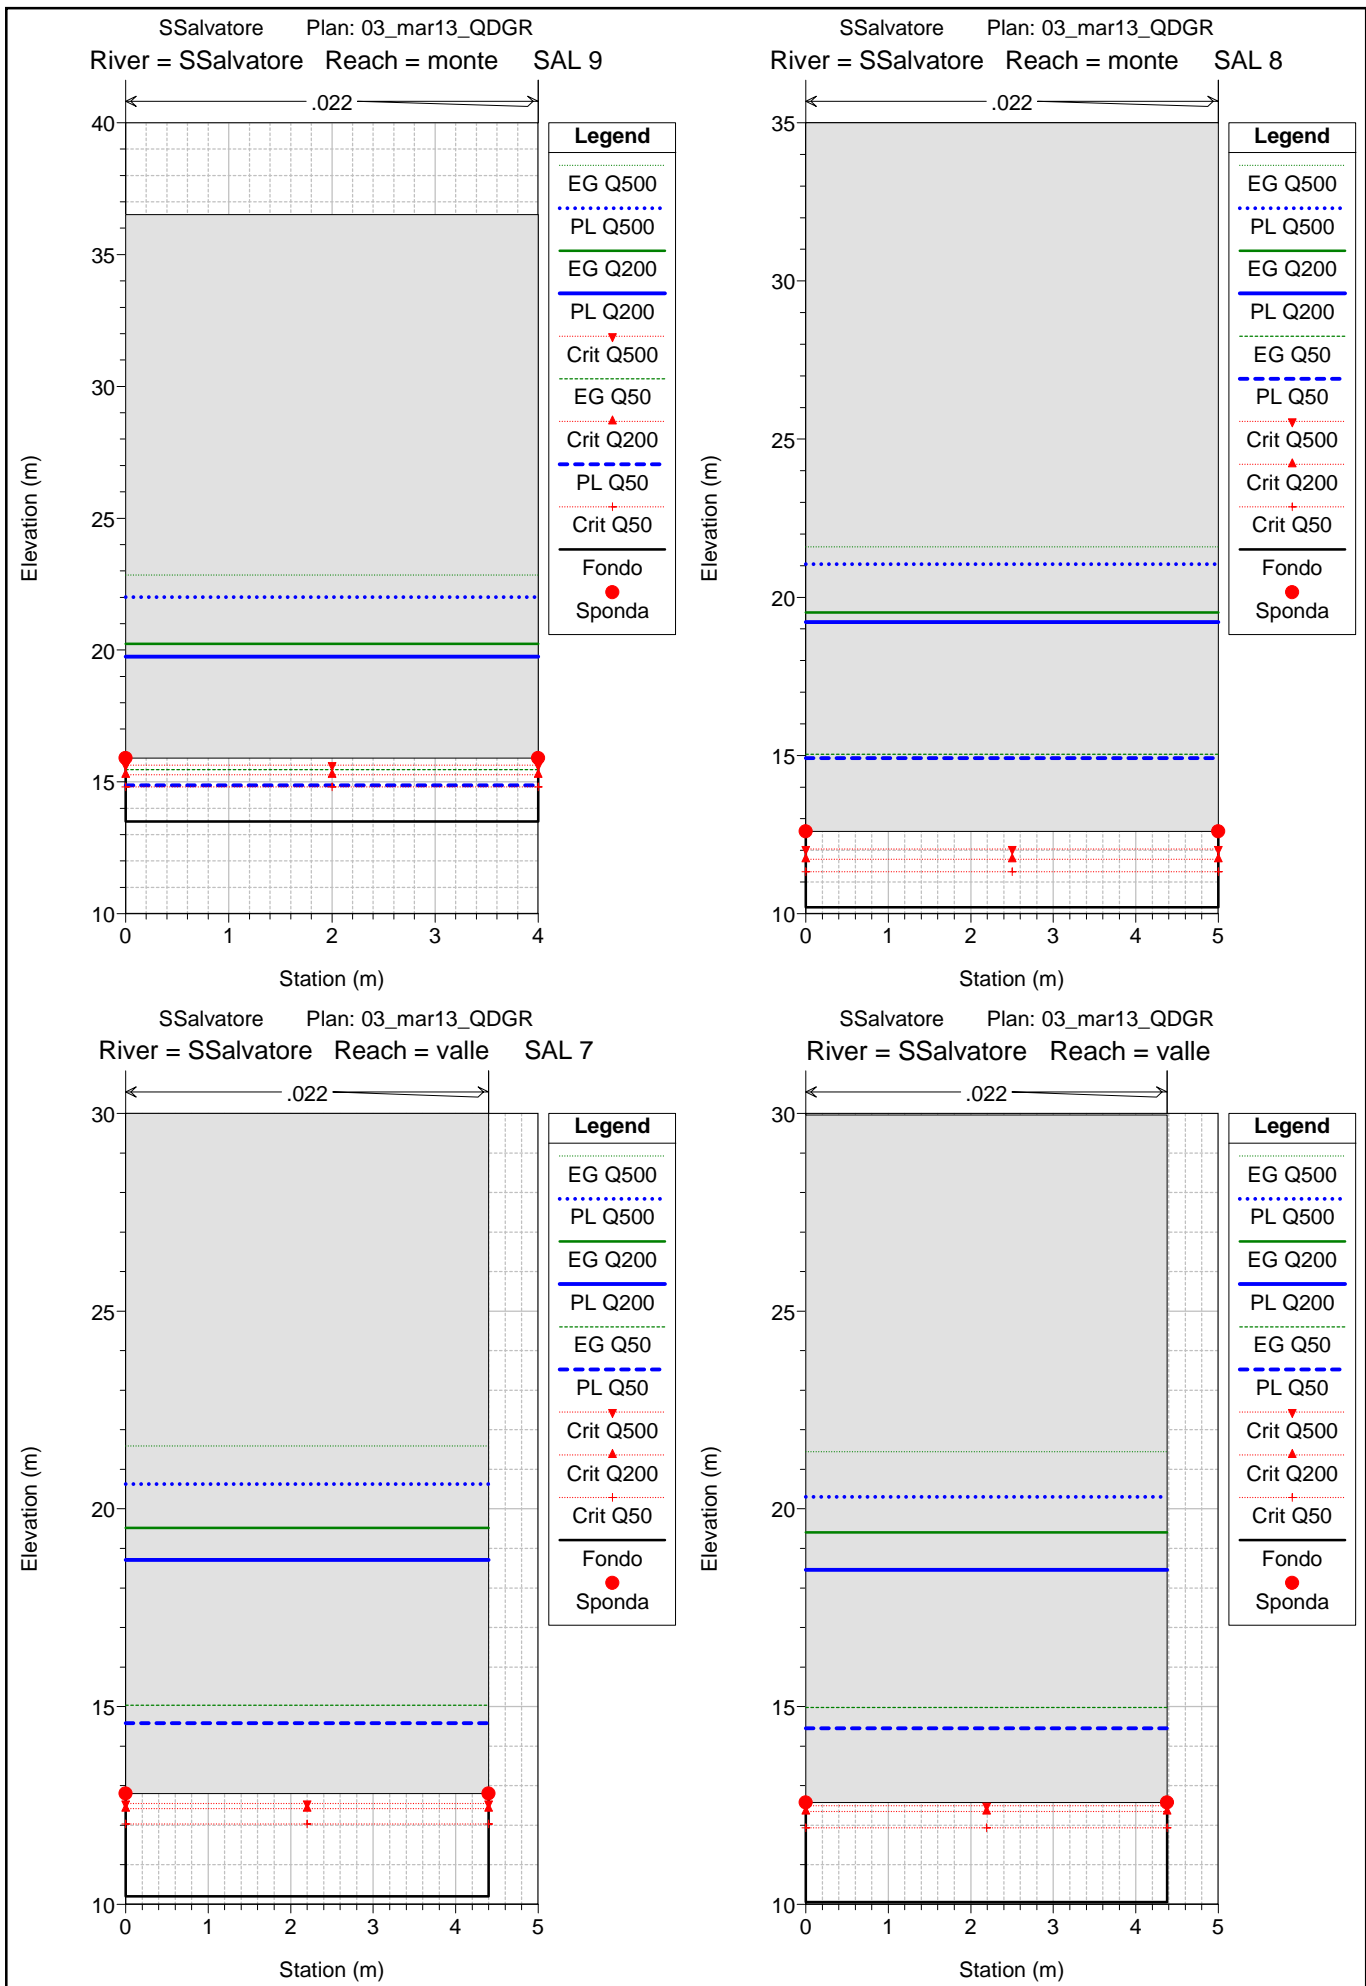 SSalvatore Plan: 03_mar13_QDGR
River = SSalvatore Reach = monte SAL 9
.022
40
35
30
25
20
15
10
0 1 2 3 4
Elevation (m)
Station (m)
Legend
EG Q500
PL Q500
EG Q200
PL Q200
Crit Q500
EG Q50
Crit Q200
PL Q50
Crit Q50
Fondo
Sponda
SSalvatore Plan: 03_mar13_QDGR
River = SSalvatore Reach = monte SAL 8
.022
35
30
25
20
15
10
0 1 2 3 4 5
Elevation (m)
Station (m)
Legend
EG Q500
PL Q500
EG Q200
PL Q200
EG Q50
PL Q50
Crit Q500
Crit Q200
Crit Q50
Fondo
Sponda
SSalvatore Plan: 03_mar13_QDGR
River = SSalvatore Reach = valle SAL 7
.022
30
25
20
15
10
0 1 2 3 4 5
Elevation (m)
Station (m)
Legend
EG Q500
PL Q500
EG Q200
PL Q200
EG Q50
PL Q50
Crit Q500
Crit Q200
Crit Q50
Fondo
Sponda
SSalvatore Plan: 03_mar13_QDGR
River = SSalvatore Reach = valle
.022
30
25
20
15
10
0 1 2 3 4 5
Elevation (m)
Station (m)
Legend
EG Q500
PL Q500
EG Q200
PL Q200
EG Q50
PL Q50
Crit Q500
Crit Q200
Crit Q50
Fondo
Sponda